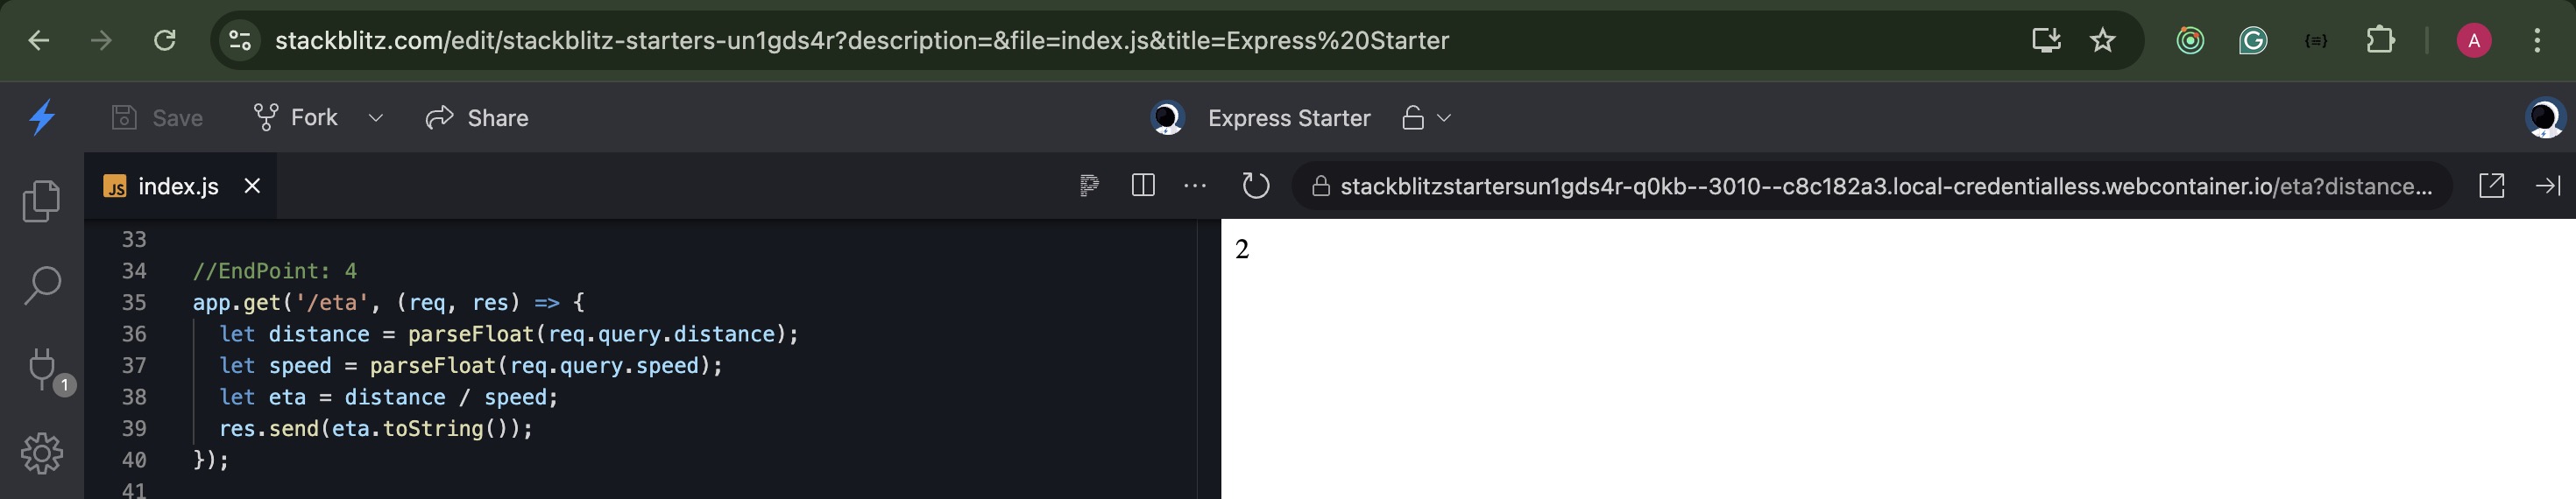 stackblitz.com/edit/stackblitz-starters-un1gds4r?description=&file=index.js&title=Express%20Starter
A
Save Fork Share Express Starter
JS index.js
stackblitzstartersun1gds4r-q0kb--3010--c8c182a3.local-credentialless.webcontainer.io/eta?distance...
33
34 //EndPoint: 4
35 app.get('/eta', (req, res) => {
36 let distance = parseFloat(req.query.distance);
37 let speed = parseFloat(req.query.speed);
38 let eta = distance / speed;
39 res.send(eta.toString());
40 });
41
1
2